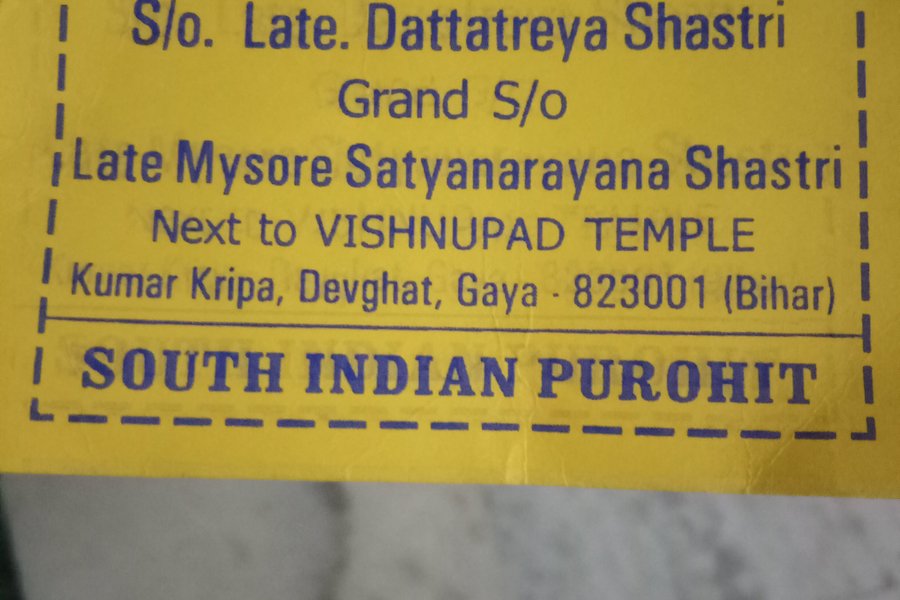 S/o. Late. Dattatreya Shastri
Grand S/o
Late Mysore Satyanarayana Shastri
Next to VISHNUPAD TEMPLE
Kumar Kripa, Devghat, Gaya - 823001 (Bihar)
SOUTH INDIAN PUROHIT